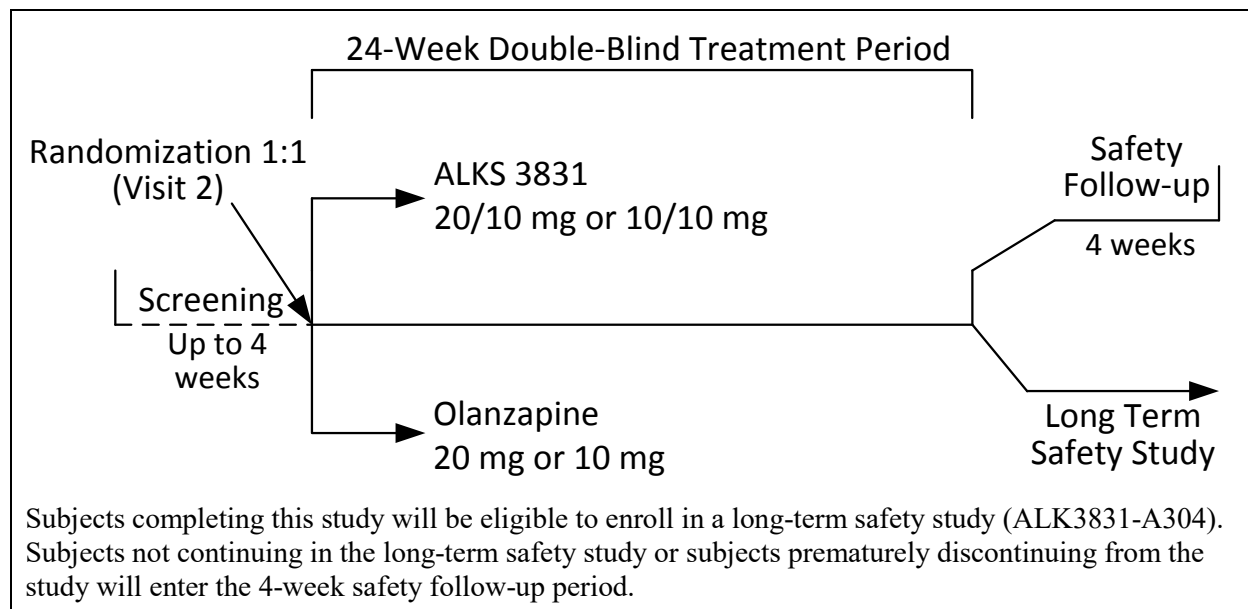 24-Week Double-Blind Treatment Period
Randomization 1:1
(Visit 2)
ALKS 3831
20/10 mg or 10/10 mg
Safety
Follow-up
4 weeks
Screening
Up to 4
weeks
Olanzapine
20 mg or 10 mg
Long Term
Safety Study
Subjects completing this study will be eligible to enroll in a long-term safety study (ALK3831-A304).
Subjects not continuing in the long-term safety study or subjects prematurely discontinuing from the
study will enter the 4-week safety follow-up period.